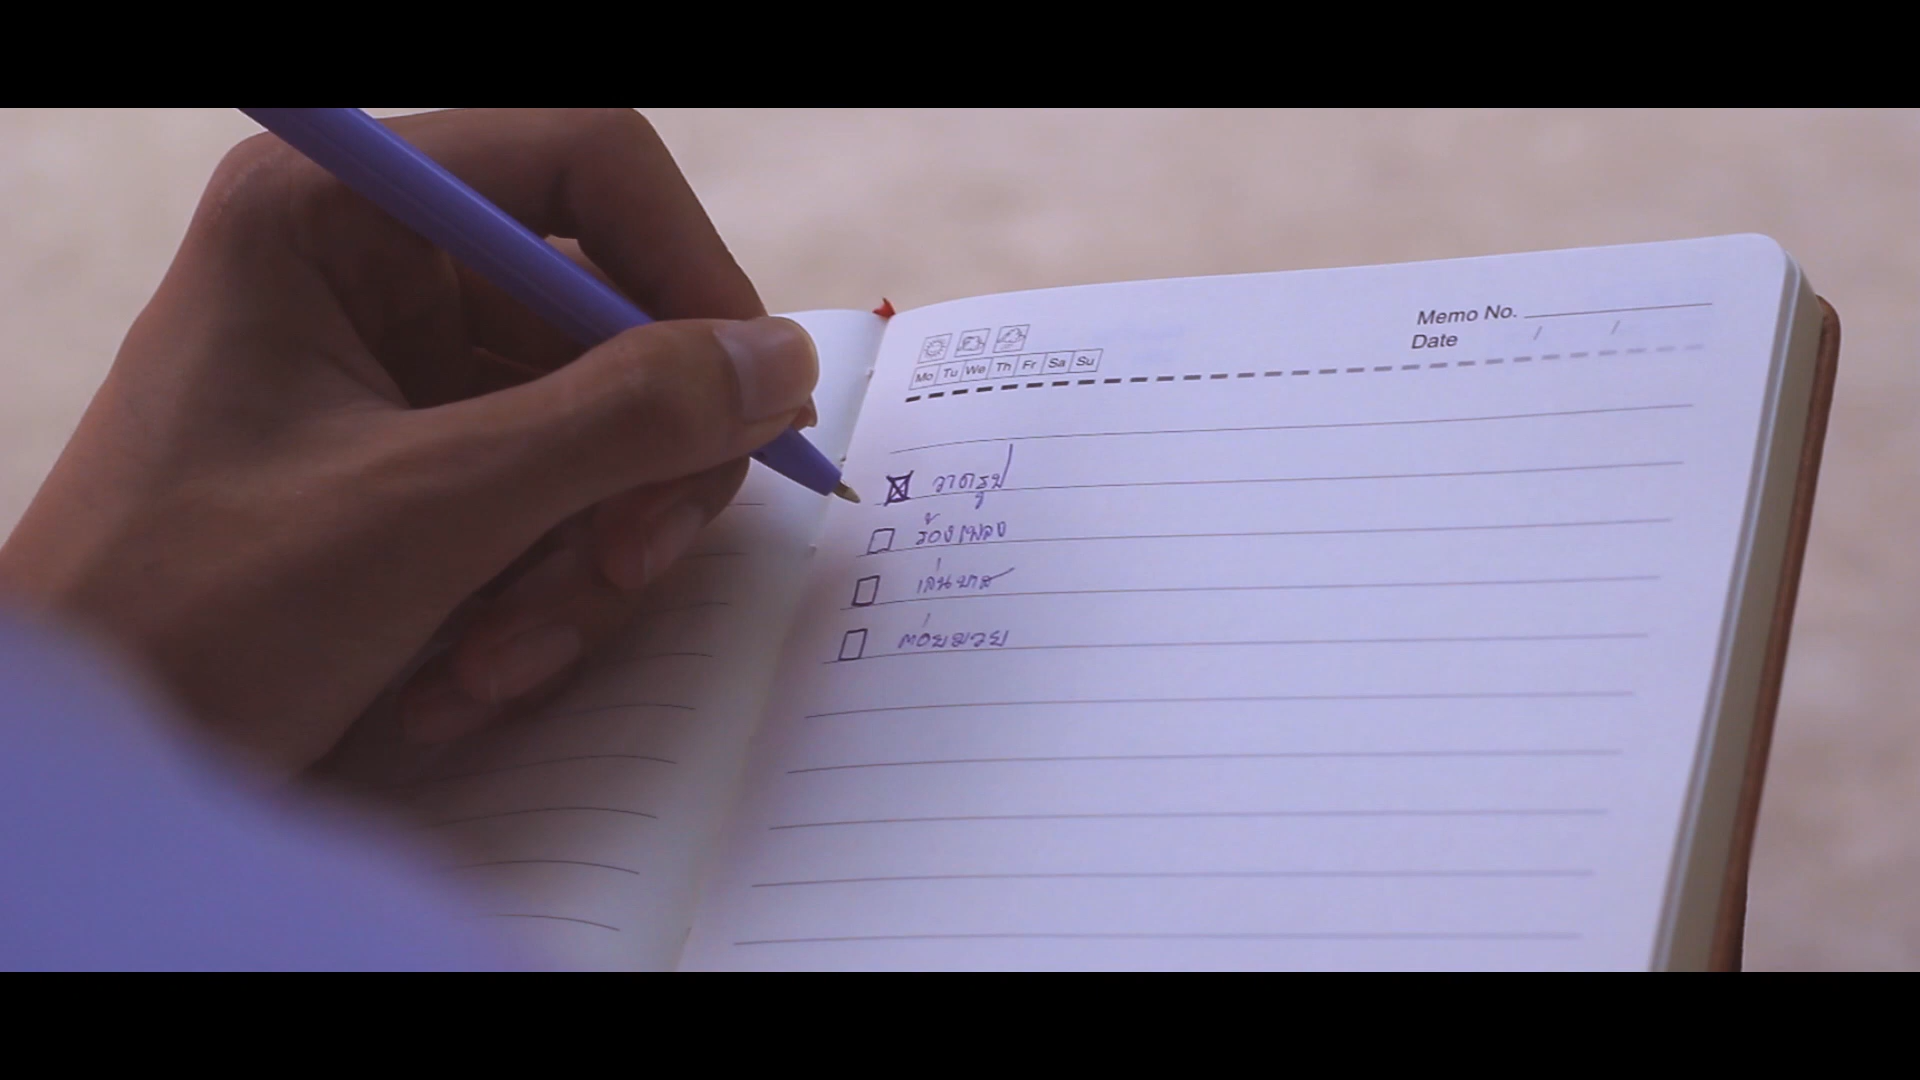 Memo No.
Date / /
Mo Tu We Th Fr Sa Su
วาดรูป
ร้องเพลง
เล่นบาส
ต่อยมวย